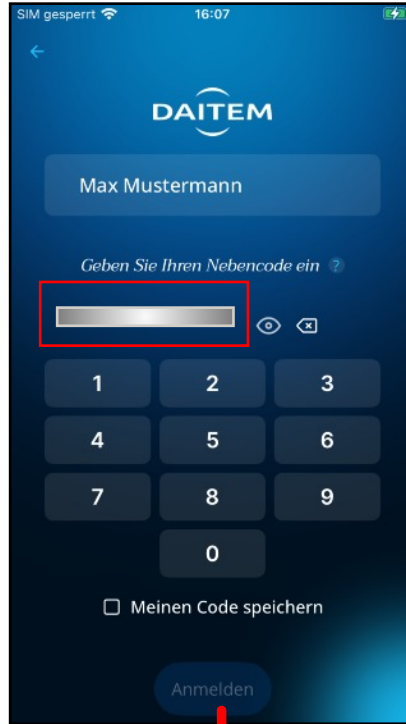 SIM gesperrt 16:07
DAITEM
Max Mustermann
Geben Sie Ihren Nebencode ein ?
1 2 3
4 5 6
7 8 9
0
Meinen Code speichern
Anmelden